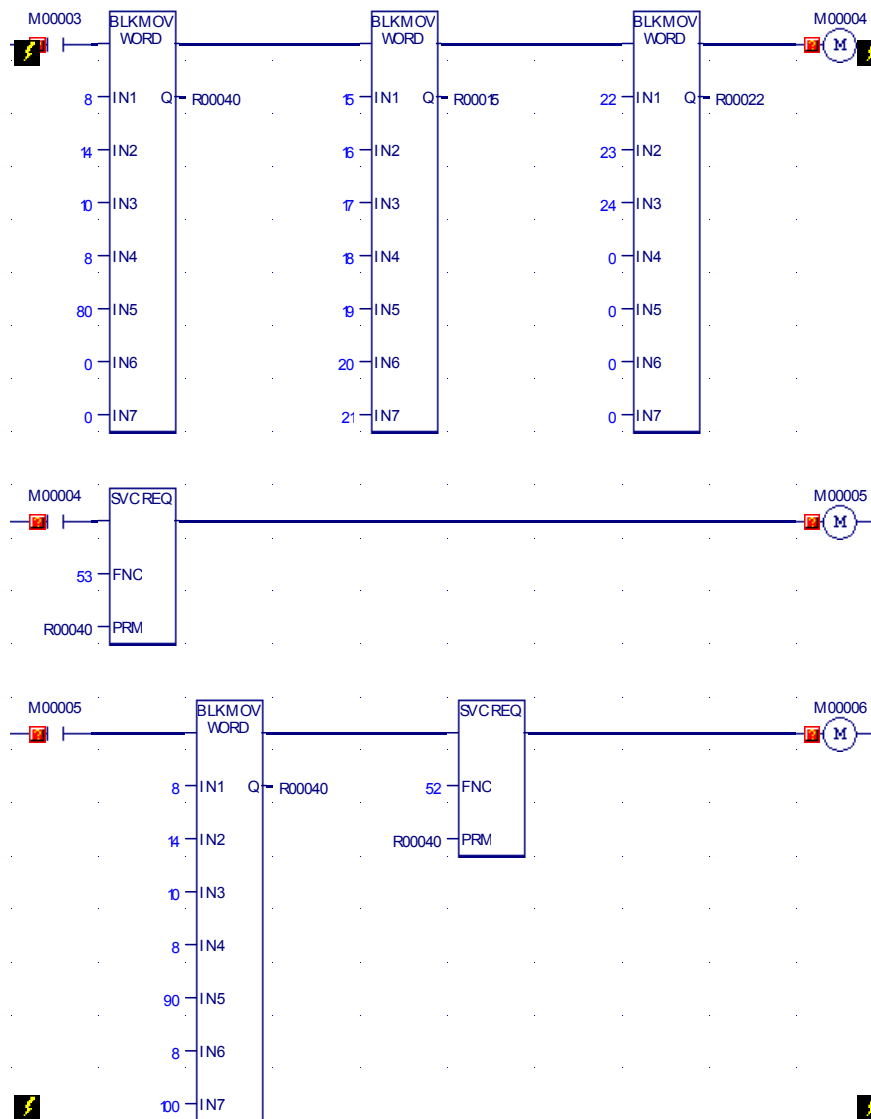 M00003 BLKMOV WORD BLKMOV WORD BLKMOV WORD M00004
8 IN1 Q R00040 15 IN1 Q R00015 22 IN1 Q R00022
14 IN2 16 IN2 23 IN2
10 IN3 17 IN3 24 IN3
8 IN4 18 IN4 0 IN4
80 IN5 19 IN5 0 IN5
0 IN6 20 IN6 0 IN6
0 IN7 21 IN7 0 IN7
M00004 SVCREQ M00005
M
53 FNC
R00040 PRM
M00005 BLKMOV WORD SVCREQ M00006
M
8 IN1 Q R00040 52 FNC
14 IN2 R00040 PRM
10 IN3
8 IN4
90 IN5
8 IN6
100 IN7